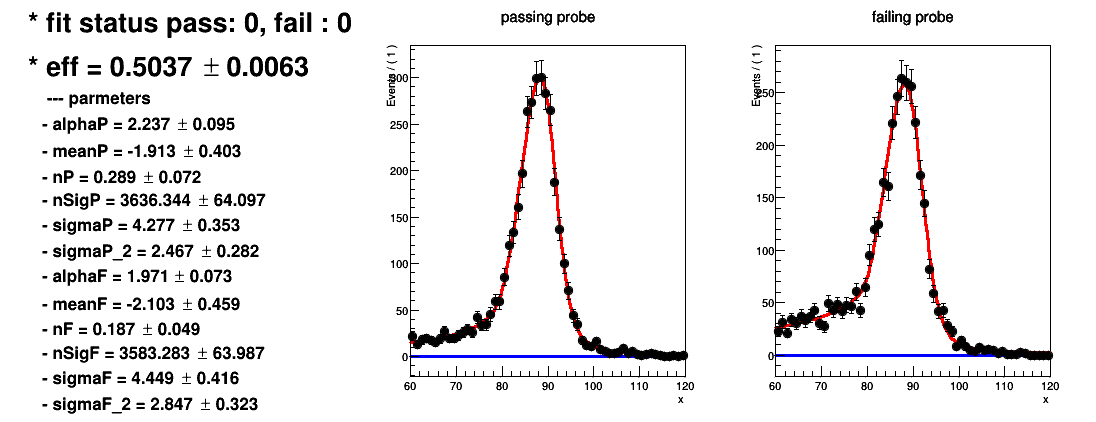 * fit status pass: 0, fail : 0
* eff = 0.5037 ± 0.0063
--- parmeters
- alphaP = 2.237 ± 0.095
- meanP = -1.913 ± 0.403
- nP = 0.289 ± 0.072
- nSigP = 3636.344 ± 64.097
- sigmaP = 4.277 ± 0.353
- sigmaP_2 = 2.467 ± 0.282
- alphaF = 1.971 ± 0.073
- meanF = -2.103 ± 0.459
- nF = 0.187 ± 0.049
- nSigF = 3583.283 ± 63.987
- sigmaF = 4.449 ± 0.416
- sigmaF_2 = 2.847 ± 0.323
passing probe
Events / ( 1 )
300
250
200
150
100
50
0
60 70 80 90 100 110 120
x
failing probe
Events / ( 1 )
250
200
150
100
50
0
60 70 80 90 100 110 120
x